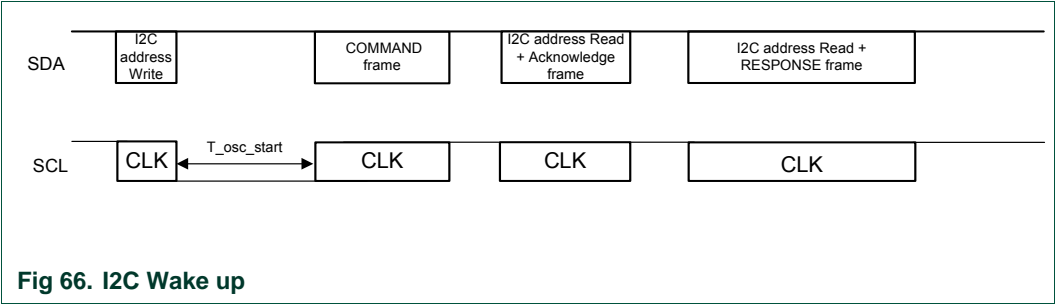 SDA
I2C
address
Write
COMMAND
frame
I2C address Read
+ Acknowledge
frame
I2C address Read +
RESPONSE frame
SCL
CLK
T_osc_start
CLK
CLK
CLK
Fig 66. I2C Wake up